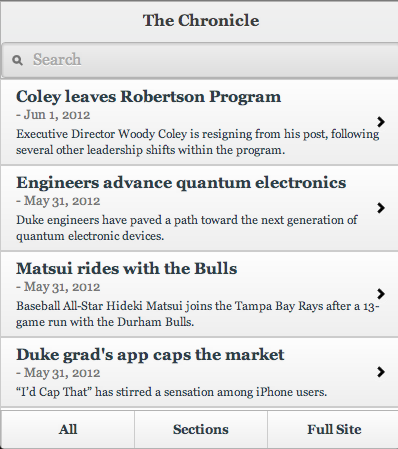 The Chronicle
Search
Coley leaves Robertson Program
- Jun 1, 2012
Executive Director Woody Coley is resigning from his post, following
several other leadership shifts within the program.
Engineers advance quantum electronics
- May 31, 2012
Duke engineers have paved a path toward the next generation of
quantum electronic devices.
Matsui rides with the Bulls
- May 31, 2012
Baseball All-Star Hideki Matsui joins the Tampa Bay Rays after a 13-
game run with the Durham Bulls.
Duke grad's app caps the market
- May 31, 2012
“I’d Cap That” has stirred a sensation among iPhone users.
All
Sections
Full Site